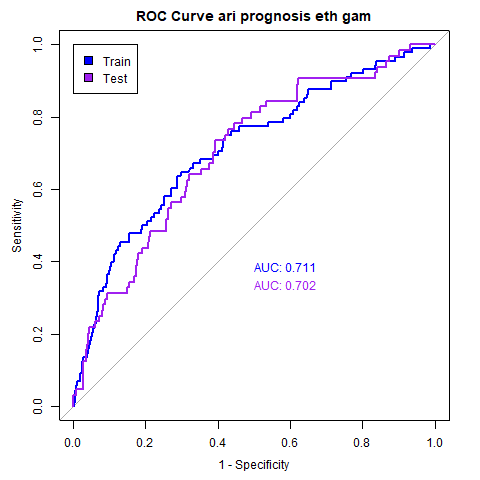 ROC Curve ari prognosis eth gam
Train
Test
AUC: 0.711
AUC: 0.702
Sensitivity
0.0
0.2
0.4
0.6
0.8
1.0
0.0 0.2 0.4 0.6 0.8 1.0
1 - Specificity